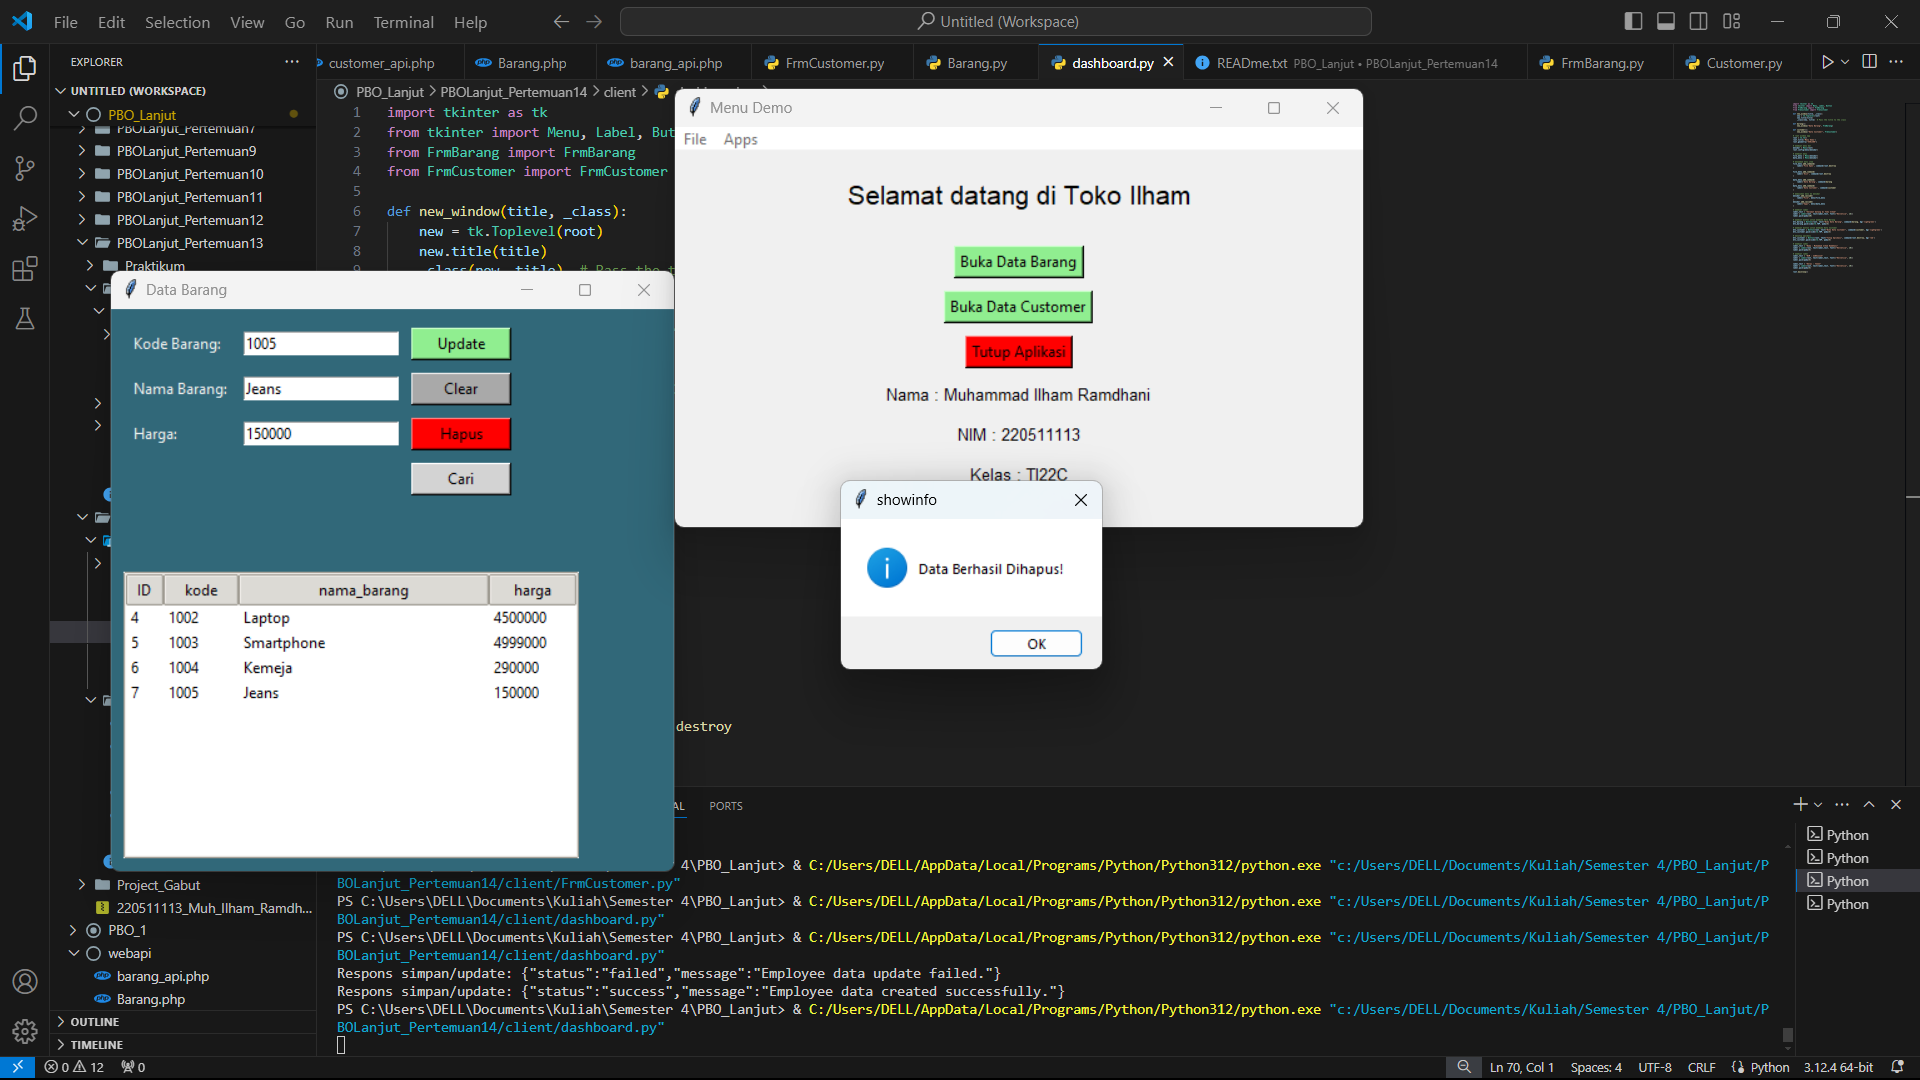 File Edit Selection View Go Run Terminal Help
Untitled (Workspace)
EXPLORER
customer_api.php Barang.php barang_api.php FrmCustomer.py Barang.py dashboard.py READme.txt PBO_Lanjut • PBOLanjut_Pertemuan14 FrmBarang.py Customer.py
UNTITLED (WORKSPACE)
PBO_Lanjut
PBOLanjut_Pertemuan7
PBOLanjut_Pertemuan9
PBOLanjut_Pertemuan10
PBOLanjut_Pertemuan11
PBOLanjut_Pertemuan12
PBOLanjut_Pertemuan13
Praktikum
PBO_Lanjut > PBOLanjut_Pertemuan14 > client >
1 import tkinter as tk
2 from tkinter import Menu, Label, But
3 from FrmBarang import FrmBarang
4 from FrmCustomer import FrmCustomer
5
6 def new_window(title, _class):
7 new = tk.Toplevel(root)
8 new.title(title)
9 _class(new, title) # Pass the t
destroy
Menu Demo
File Apps
Selamat datang di Toko Ilham
Buka Data Barang
Buka Data Customer
Tutup Aplikasi
Nama : Muhammad Ilham Ramdhani
NIM : 220511113
Kelas : TI22C
Data Barang
Kode Barang: 1005 Update
Nama Barang: Jeans Clear
Harga: 150000 Hapus
Cari
ID kode nama_barang harga
4 1002 Laptop 4500000
5 1003 Smartphone 4999000
6 1004 Kemeja 290000
7 1005 Jeans 150000
showinfo
Data Berhasil Dihapus!
OK
AL PORTS
4\PBO_Lanjut> & C:/Users/DELL/AppData/Local/Programs/Python/Python312/python.exe "c:/Users/DELL/Documents/Kuliah/Semester 4/PBO_Lanjut/P
BOLanjut_Pertemuan14/client/FrmCustomer.py"
PS C:\Users\DELL\Documents\Kuliah\Semester 4\PBO_Lanjut> & C:/Users/DELL/AppData/Local/Programs/Python/Python312/python.exe "c:/Users/DELL/Documents/Kuliah/Semester 4/PBO_Lanjut/P
BOLanjut_Pertemuan14/client/dashboard.py"
PS C:\Users\DELL\Documents\Kuliah\Semester 4\PBO_Lanjut> & C:/Users/DELL/AppData/Local/Programs/Python/Python312/python.exe "c:/Users/DELL/Documents/Kuliah/Semester 4/PBO_Lanjut/P
BOLanjut_Pertemuan14/client/dashboard.py"
Respons simpan/update: {"status":"failed","message":"Employee data update failed."}
Respons simpan/update: {"status":"success","message":"Employee data created successfully."}
PS C:\Users\DELL\Documents\Kuliah\Semester 4\PBO_Lanjut> & C:/Users/DELL/AppData/Local/Programs/Python/Python312/python.exe "c:/Users/DELL/Documents/Kuliah/Semester 4/PBO_Lanjut/P
BOLanjut_Pertemuan14/client/dashboard.py"
Python
Python
Python
Python
Project_Gabut
220511113_Muh_Ilham_Ramdh...
PBO_1
webapi
barang_api.php
Barang.php
OUTLINE
TIMELINE
0 12 0
Ln 70, Col 1 Spaces: 4 UTF-8 CRLF Python 3.12.4 64-bit